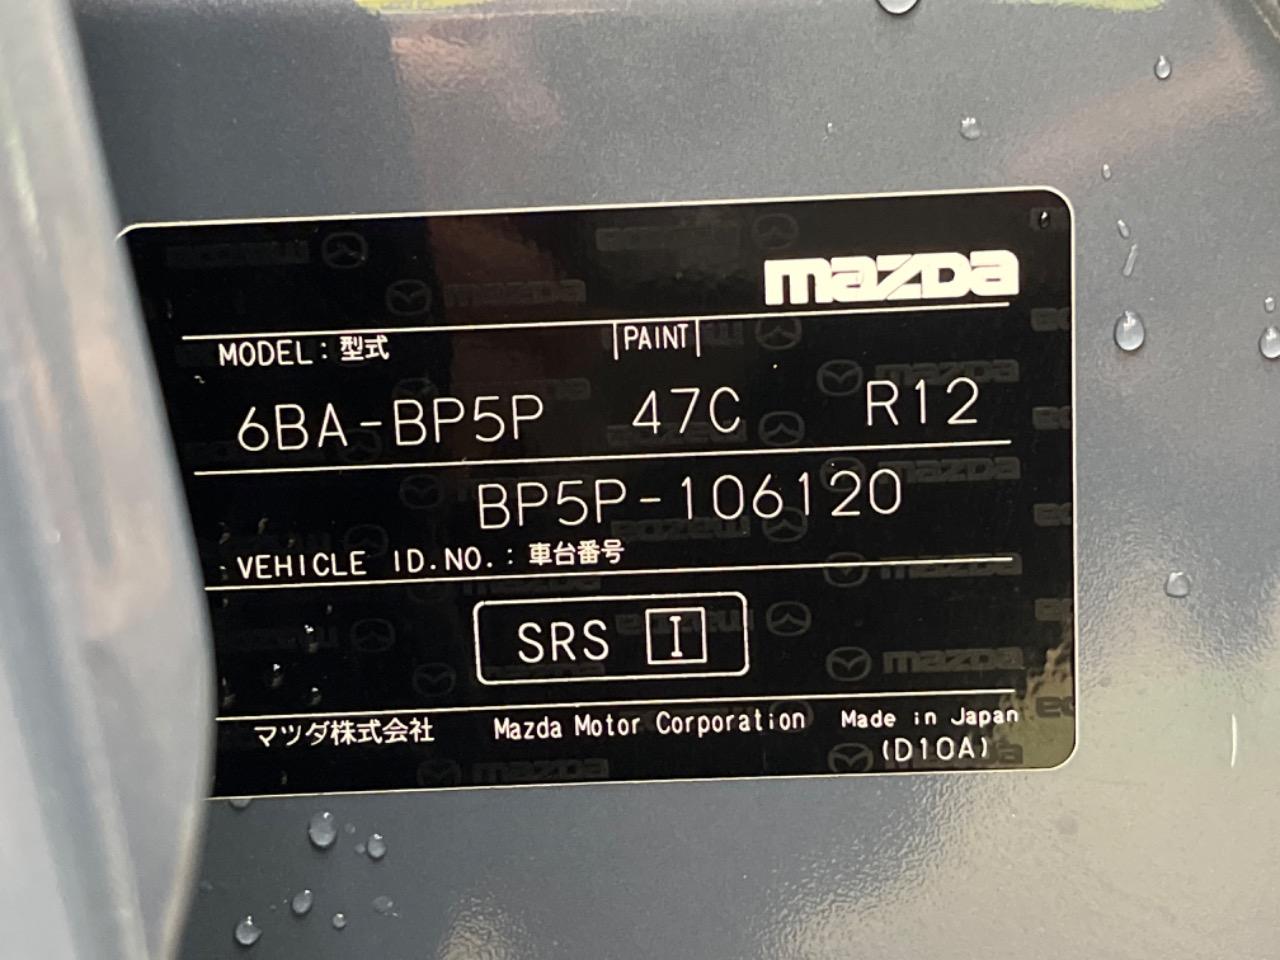 mazda
MODEL: 型式 PAINT
6BA-BP5P 47C R12
BP5P-106120
VEHICLE ID.NO.: 車台番号
SRS I
マツダ株式会社 Mazda Motor Corporation Made in Japan
(D10A)